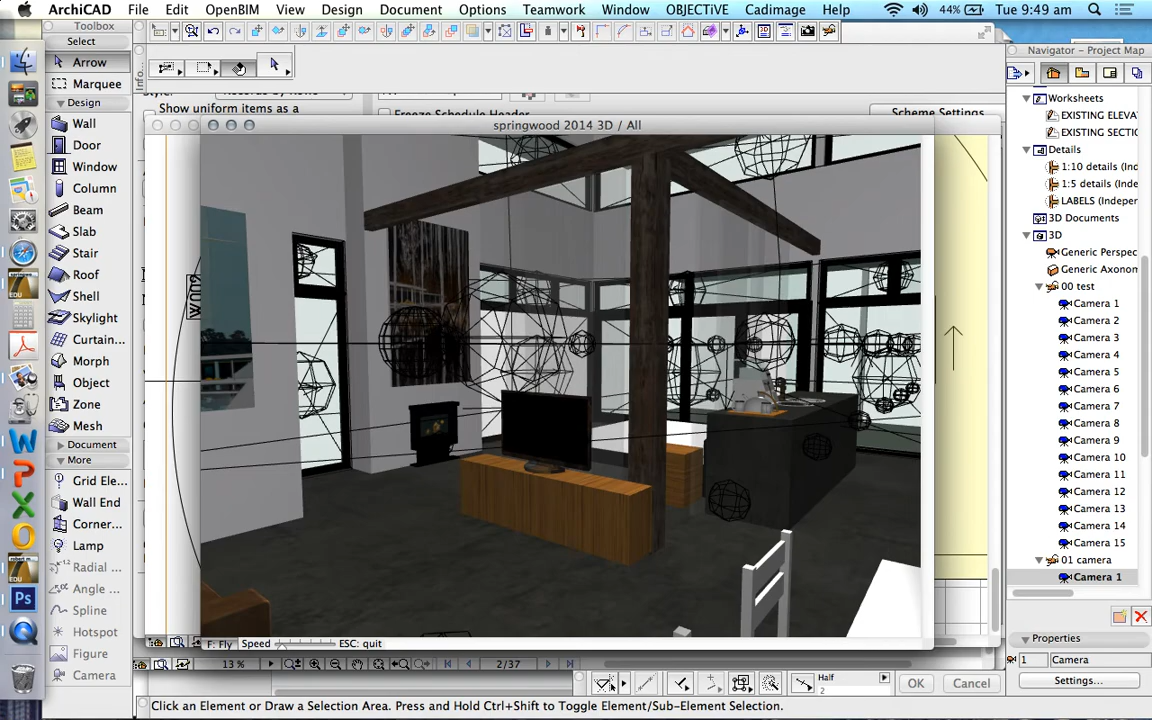 ArchiCAD File Edit OpenBIM View Design Document Options Teamwork Window OBJECTiVE Cadimage Help 44% Tue 9:49 am
Toolbox
Select
Arrow
Marquee
Design
Wall
Door
Window
Column
Beam
Slab
Stair
Roof
Shell
Skylight
Curtain...
Morph
Object
Zone
Mesh
Document
More
Grid Ele...
Wall End
Corner...
Lamp
Radial ...
Angle ...
Spline
Hotspot
Figure
Camera
Show uniform items as a
Freeze Schedule Header
Scheme Settings
springwood 2014 3D / All
F: Fly Speed ESC: quit
13 % 2/37
Half
2
OK Cancel
Click an Element or Draw a Selection Area. Press and Hold Ctrl+Shift to Toggle Element/Sub-Element Selection.
Navigator - Project Map
Worksheets
EXISTING ELEVA
EXISTING SECTIO
Details
1:10 details (Ind
1:5 details (Inde
LABELS (Indeper
3D Documents
3D
Generic Perspe
Generic Axonom
00 test
Camera 1
Camera 2
Camera 3
Camera 4
Camera 5
Camera 6
Camera 7
Camera 8
Camera 9
Camera 10
Camera 11
Camera 12
Camera 13
Camera 14
Camera 15
01 camera
Camera 1
Properties
1 Camera
Settings...
EDU
EDU
Ps